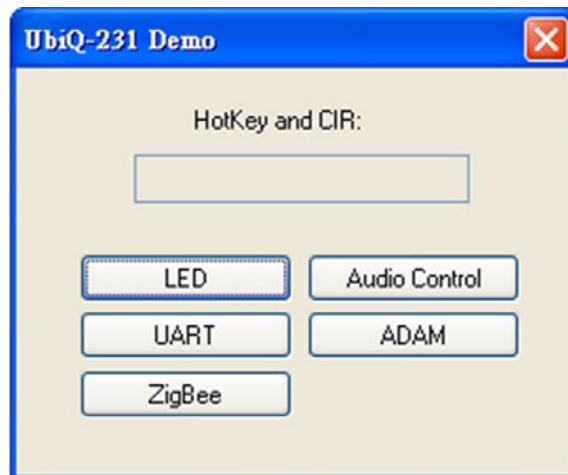 UbiQ-231 Demo
HotKey and CIR:
LED
Audio Control
UART
ADAM
ZigBee